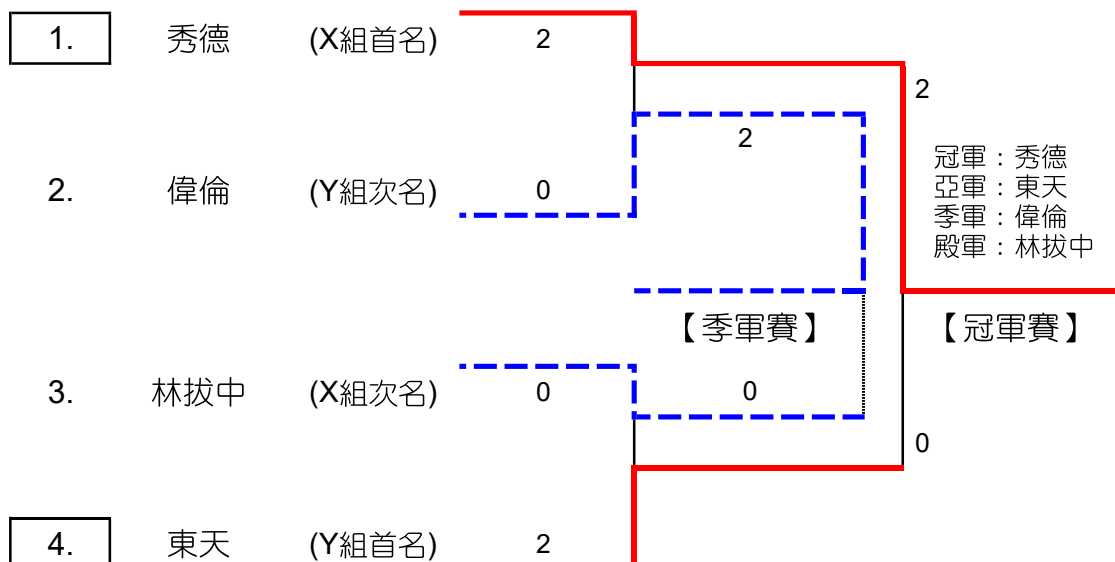 1. 秀德 (X組首名) 2
2
2
冠軍：秀德
亞軍：東天
季軍：偉倫
殿軍：林拔中
2. 偉倫 (Y組次名) 0
【季軍賽】
【冠軍賽】
3. 林拔中 (X組次名) 0
0
0
4. 東天 (Y組首名) 2